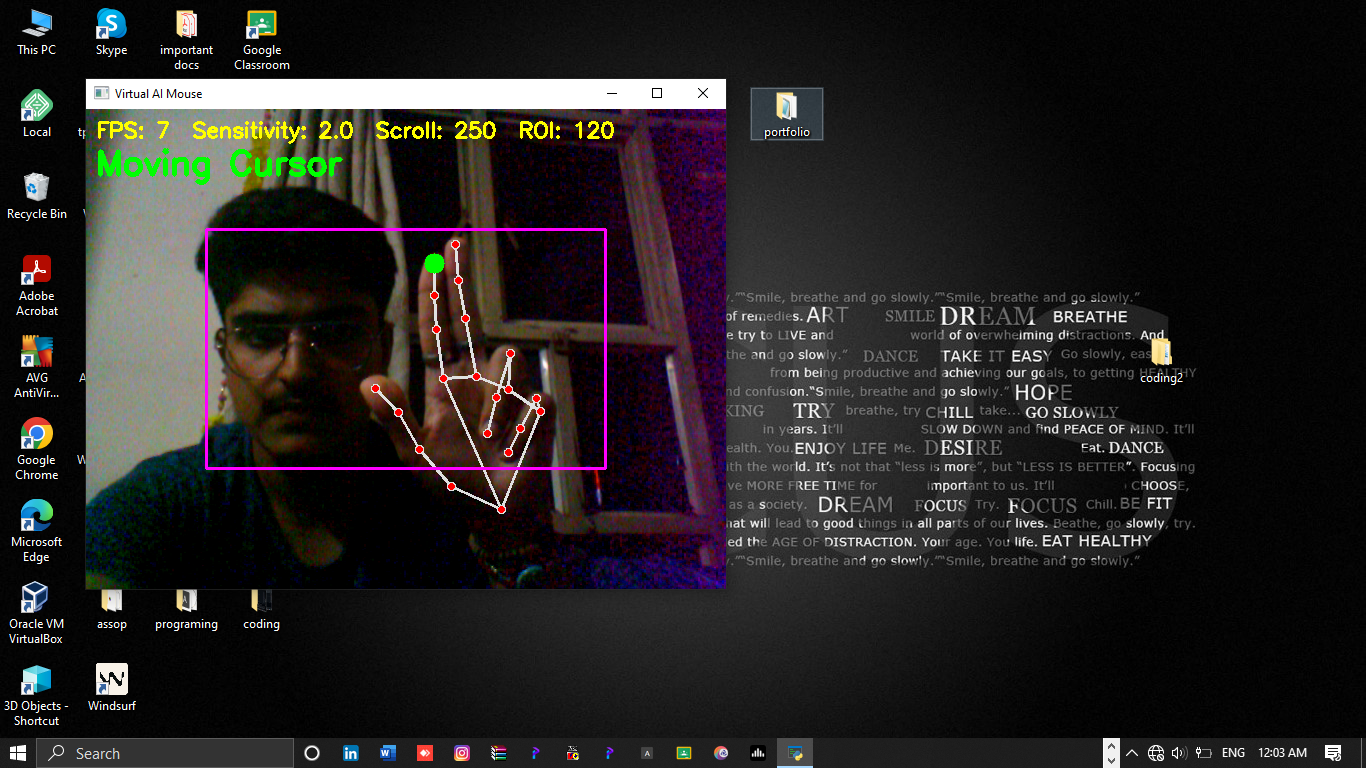 This PC
Skype
important
docs
Google
Classroom
Local
Recycle Bin
Adobe
Acrobat
AVG
AntiVir...
Google
Chrome
Microsoft
Edge
Oracle VM
VirtualBox
3D Objects -
Shortcut
assop
programing
coding
Windsurf
Virtual AI Mouse
FPS: 7 Sensitivity: 2.0 Scroll: 250 ROI: 120
Moving Cursor
portfolio
coding2
.”“Smile, breathe and go slowly.”“Smile, breathe and go slowly.”
of remedies. ART SMILE DREAM BREATHE
e try to LIVE and world of overwheiming distractions. And
the and go slowly.” DANCE TAKE IT EASY Go slowly, eas
from being productive and achieving our goals, to getting HEALTHY
nd confusion.“Smile, breathe and go slowly.” HOPE
KING TRY breathe, try CHILL take... GO SLOWLY
in years. It’ll SLOW DOWN and find PEACE OF MIND. It’ll
ealth. You. ENJOY LIFE Me. DESIRE Eat. DANCE
ith the world. It’s not that “less is more”, but “LESS IS BETTER”. Focusing
ve MORE FREE TIME for important to us. It’ll CHOOSE,
as a society. DREAM FOCUS Try. FOCUS Chill. BE FIT
hat will lead to good things in all parts of our lives. Beathe, go slowly, try.
ed the AGE OF DISTRACTION. Your age. You life. EAT HEALTHY
.”“Smile, breathe and go slowly.”“Smile, breathe and go slowly.”
Search
ENG 12:03 AM